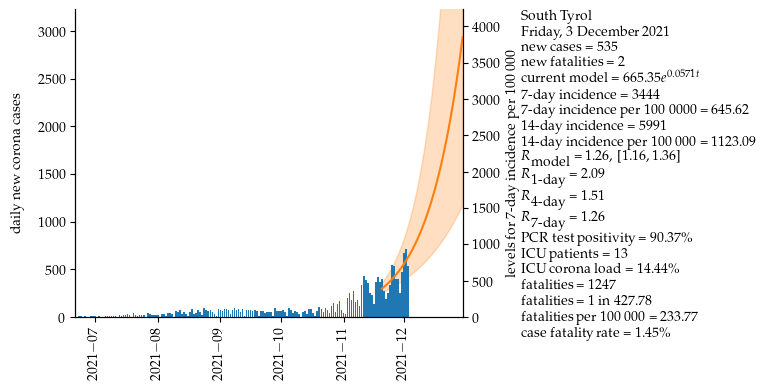 daily new corona cases
3000
2500
2000
1500
1000
500
0
2021−07
2021−08
2021−09
2021−10
2021−11
2021−12
4000
3500
3000
2500
2000
1500
1000
500
0
levels for 7-day incidence per 100 000
South Tyrol
Friday, 3 December 2021
new cases = 535
new fatalities = 2
current model = 665.35e^0.0571t
7-day incidence = 3444
7-day incidence per 100 0000 = 645.62
14-day incidence = 5991
14-day incidence per 100 000 = 1123.09
R_model = 1.26, [1.16, 1.36]
R_1-day = 2.09
R_4-day = 1.51
R_7-day = 1.26
PCR test positivity = 90.37%
ICU patients = 13
ICU corona load = 14.44%
fatalities = 1247
fatalities = 1 in 427.78
fatalities per 100 000 = 233.77
case fatality rate = 1.45%